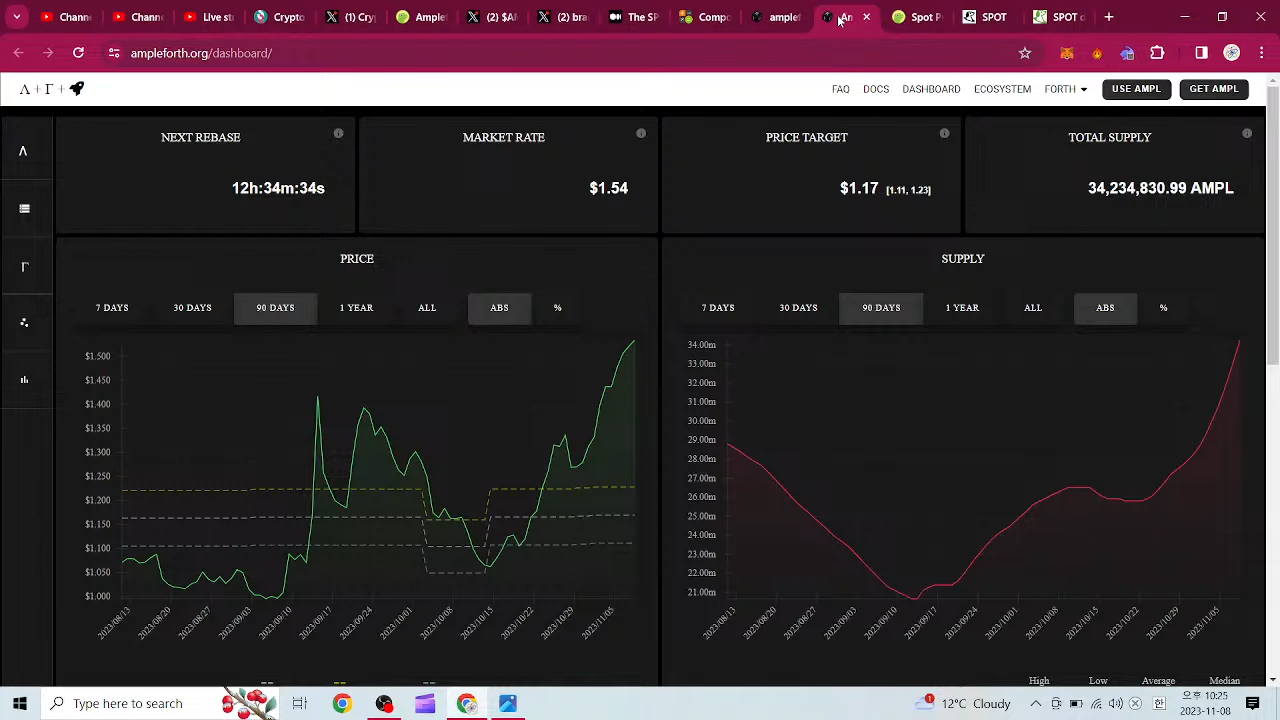 Chann
Chann
Live st
Crypto
(1) Cry
Ample
(2) $A
(2) bra
The SP
Compo
amplef
An
Spot P
SPOT
SPOT d
ampleforth.org/dashboard/
Λ + Γ +
FAQ
DOCS
DASHBOARD
ECOSYSTEM
FORTH
USE AMPL
GET AMPL
NEXT REBASE
12h:34m:34s
MARKET RATE
$1.54
PRICE TARGET
$1.17 [1.11, 1.23]
TOTAL SUPPLY
34,234,830.99 AMPL
Λ
Γ
PRICE
7 DAYS
30 DAYS
90 DAYS
1 YEAR
ALL
ABS
%
$1.500
$1.450
$1.400
$1.350
$1.300
$1.250
$1.200
$1.150
$1.100
$1.050
$1.000
2023/08/13
2023/08/20
2023/08/27
2023/09/03
2023/09/10
2023/09/17
2023/09/24
2023/10/01
2023/10/08
2023/10/15
2023/10/22
2023/10/29
2023/11/05
SUPPLY
7 DAYS
30 DAYS
90 DAYS
1 YEAR
ALL
ABS
%
34.00m
33.00m
32.00m
31.00m
30.00m
29.00m
28.00m
27.00m
26.00m
25.00m
24.00m
23.00m
22.00m
21.00m
2023/08/13
2023/08/20
2023/08/27
2023/09/03
2023/09/10
2023/09/17
2023/09/24
2023/10/01
2023/10/08
2023/10/15
2023/10/22
2023/10/29
2023/11/05
High
Low
Average
Median
Type here to search
1
12°C Cloudy
한
오후 10:25
2023-11-08